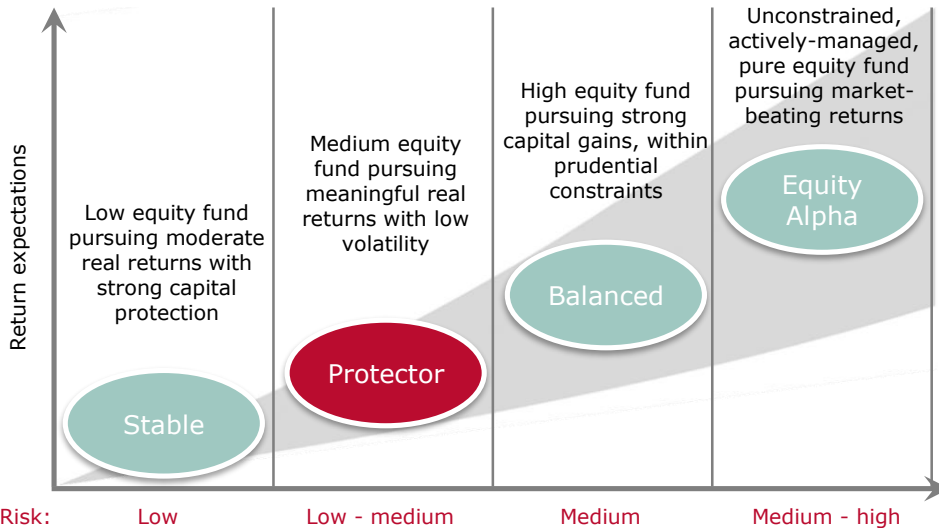 Return expectations
Low equity fund
pursuing moderate
real returns with
strong capital
protection
Stable
Medium equity
fund pursuing
meaningful real
returns with low
volatility
Protector
High equity fund
pursuing strong
capital gains, within
prudential
constraints
Balanced
Unconstrained,
actively-managed,
pure equity fund
pursuing market-
beating returns
Equity
Alpha
Risk: Low Low - medium Medium Medium - high